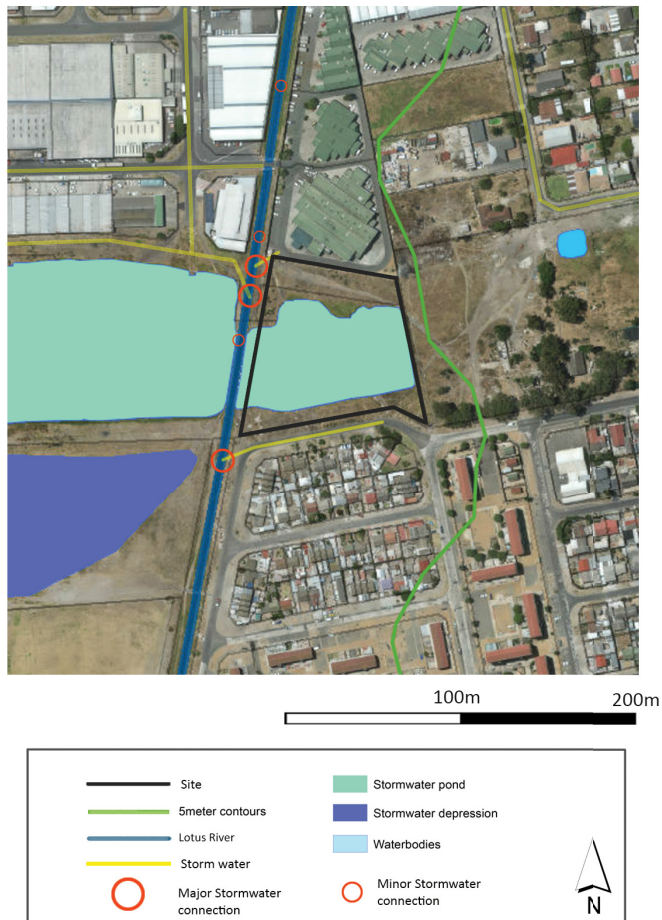 100m 200m
Site
5meter contours
Lotus River
Storm water
Major Stormwater
connection
Stormwater pond
Stormwater depression
Waterbodies
Minor Stormwater
connection
N